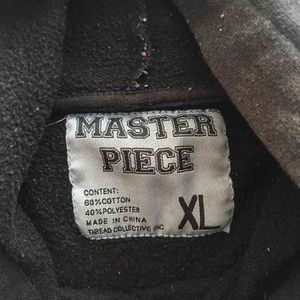 MASTER
PIECE
CONTENT:
60%COTTON
40%POLYESTER
MADE IN CHINA
THREAD COLLECTIVE INC
XL